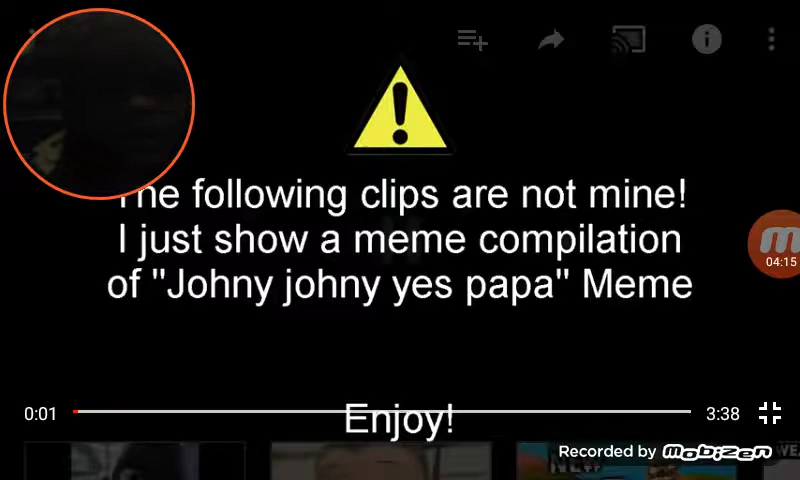 The following clips are not mine!
I just show a meme compilation
of "Johny johny yes papa" Meme
04:15
0:01
Enjoy!
3:38
Recorded by mobizen